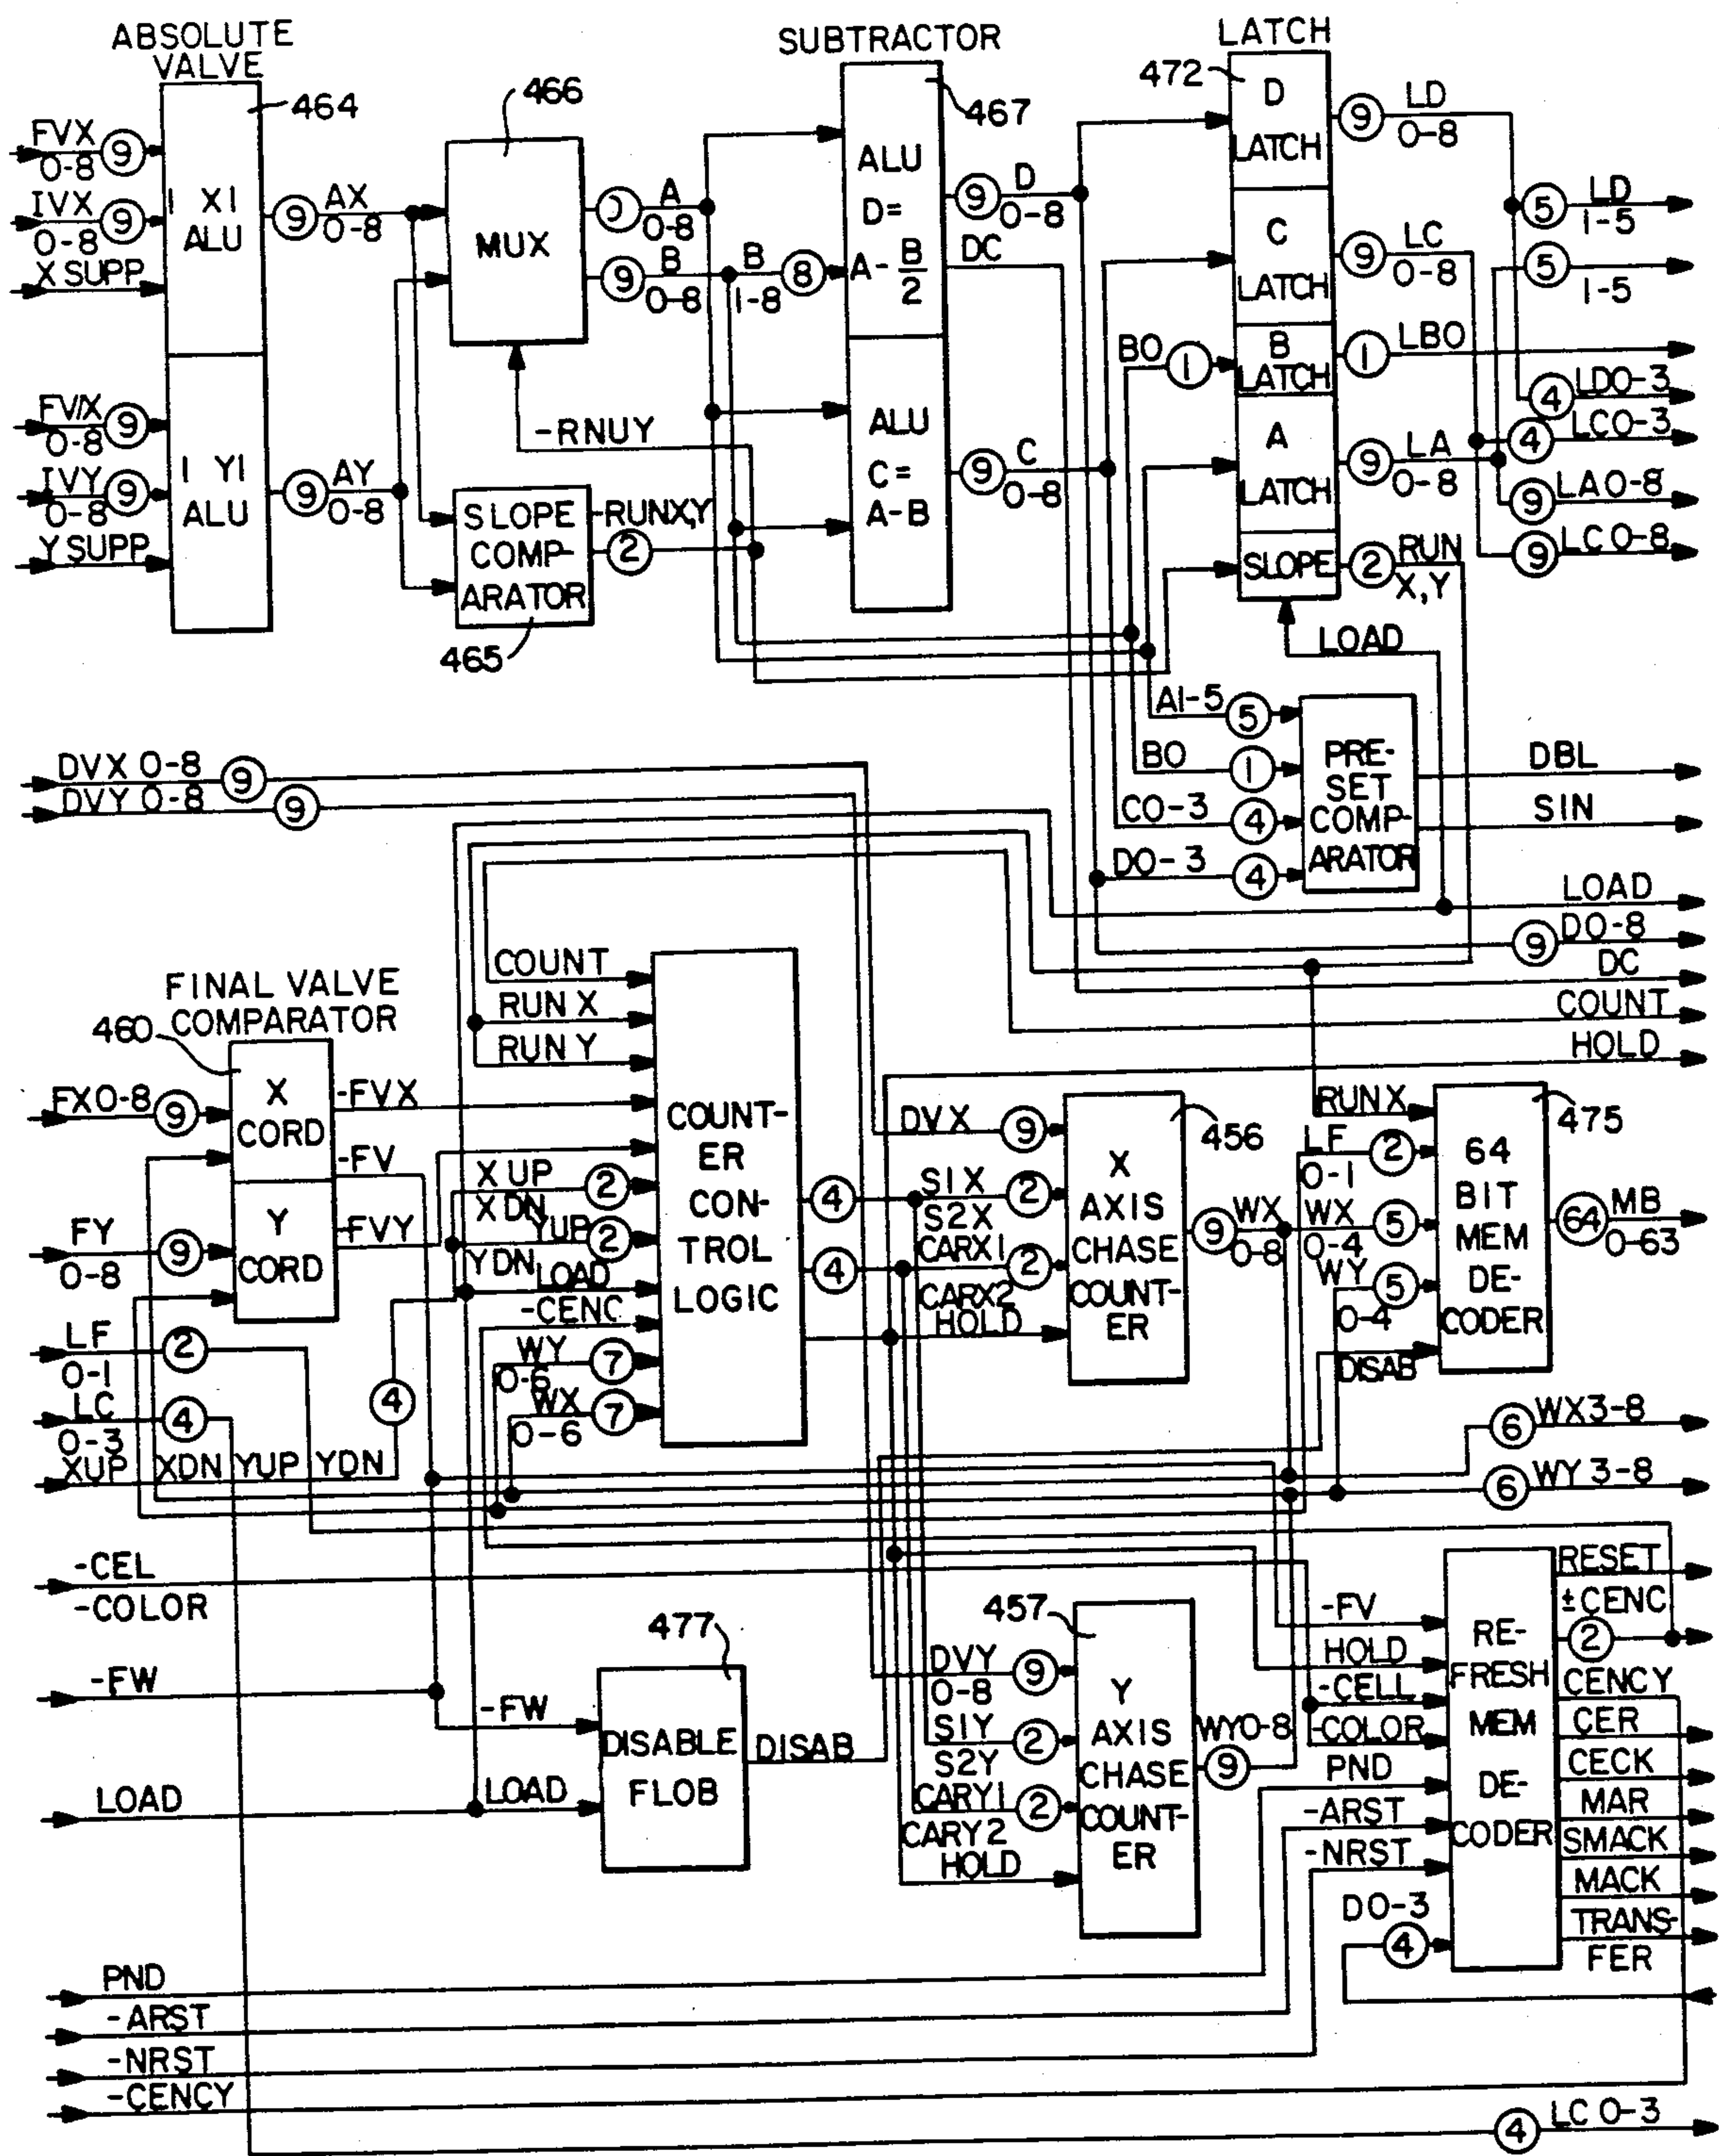 ABSOLUTE
VALVE
464
FVX
0-8
9
IVX
0-8
9
X SUPP
| X|
ALU
9
AX
0-8
FV/X
0-8
9
IVY
0-8
9
Y SUPP
| Y|
ALU
9
AY
0-8
466
MUX
A
0-8
9
B
0-8
B
1-8
8
-RNUY
SLOPE
COMP-
ARATOR
465
-RUNX,Y
2
SUBTRACTOR
467
ALU
D=
A- B
2
9
D
0-8
DC
ALU
C=
A-B
9
C
0-8
LATCH
472
D
LATCH
9
LD
0-8
C
LATCH
9
LC
0-8
BO
1
B
LATCH
1
LBO
A
LATCH
9
LA
0-8
SLOPE
2
RUN
X,Y
LOAD
5
LD
1-5
5
1-5
4
LDO-3
4
LCO-3
9
LA0-8
9
LC 0-8
A1-5
5
BO
1
CO-3
4
DO-3
4
PRE-
SET
COMP-
ARATOR
DBL
SIN
LOAD
9
DO-8
DC
COUNT
HOLD
DVX 0-8
9
DVY 0-8
9
FINAL VALVE
COMPARATOR
460
X
CORD
Y
CORD
FX0-8
9
FY
0-8
9
-FVX
-FV
-FVY
LF
0-1
2
LC
0-3
4
XUP XDN YUP YDN
4
COUNT
RUN X
RUN Y
X UP
XDN
2
YUP
YDN
2
LOAD
-CENC
WY
0-6
7
WX
0-6
7
COUNT-
ER
CON-
TROL
LOGIC
4
4
DVX
9
S1X
S2X
2
CARX1
CARX2
2
HOLD
X
AXIS
CHASE
COUNT-
ER
456
9
WX
0-8
RUNX
LF
0-1
2
WX
0-4
5
WY
0-4
5
DISAB
64
BIT
MEM
DE-
CODER
475
64
MB
0-63
6
WX3-8
6
WY 3-8
-CEL
-COLOR
-FW
LOAD
-FW
LOAD
477
DISABLE
FLOB
DISAB
457
DVY
0-8
9
S1Y
S2Y
2
CARY1
CARY2
2
HOLD
Y
AXIS
CHASE
COUNT-
ER
WY0-8
9
-FV
HOLD
-CELL
-COLOR
PND
-ARST
-NRST
DO-3
4
RE-
FRESH
MEM
DE-
CODER
RESET
±CENC
2
CENCY
CER
CECK
MAR
SMACK
MACK
TRANS-
FER
PND
-ARST
-NRST
-CENCY
4
LC 0-3